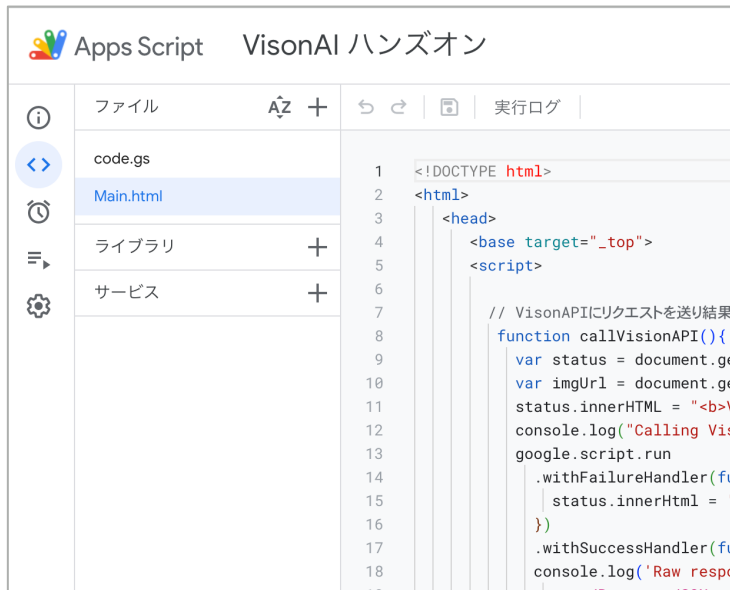 Apps Script VisonAI ハンズオン
ファイル
実行ログ
code.gs
Main.html
ライブラリ
サービス
1 <!DOCTYPE html>
2 <html>
3 <head>
4 <base target="_top">
5 <script>
6
7 // VisonAPIにリクエストを送り結果
8 function callVisionAPI(){
9 var status = document.ge
10 var imgUrl = document.ge
11 status.innerHTML = "<b>V
12 console.log("Calling Vis
13 google.script.run
14 .withFailureHandler(fu
15 status.innerHtml =
16 })
17 .withSuccessHandler(fu
18 console.log('Raw respo